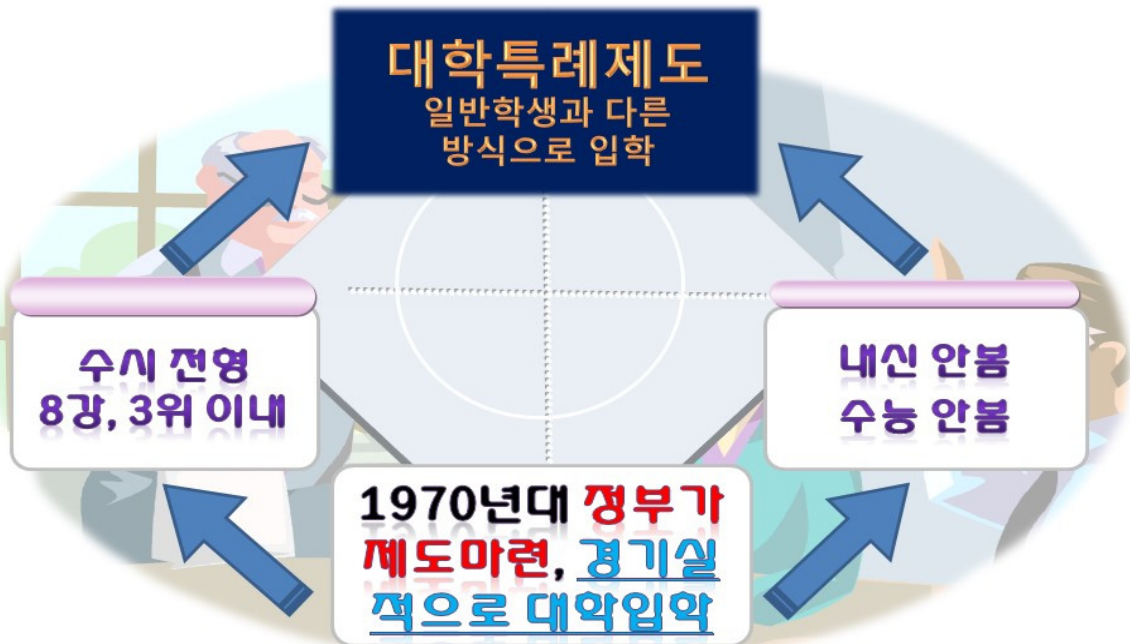 대학특례제도
일반학생과 다른
방식으로 입학
수시 전형
8강, 3위 이내
내신 안봄
수능 안봄
1970년대 정부가
제도마련, 경기실
적으로 대학입학